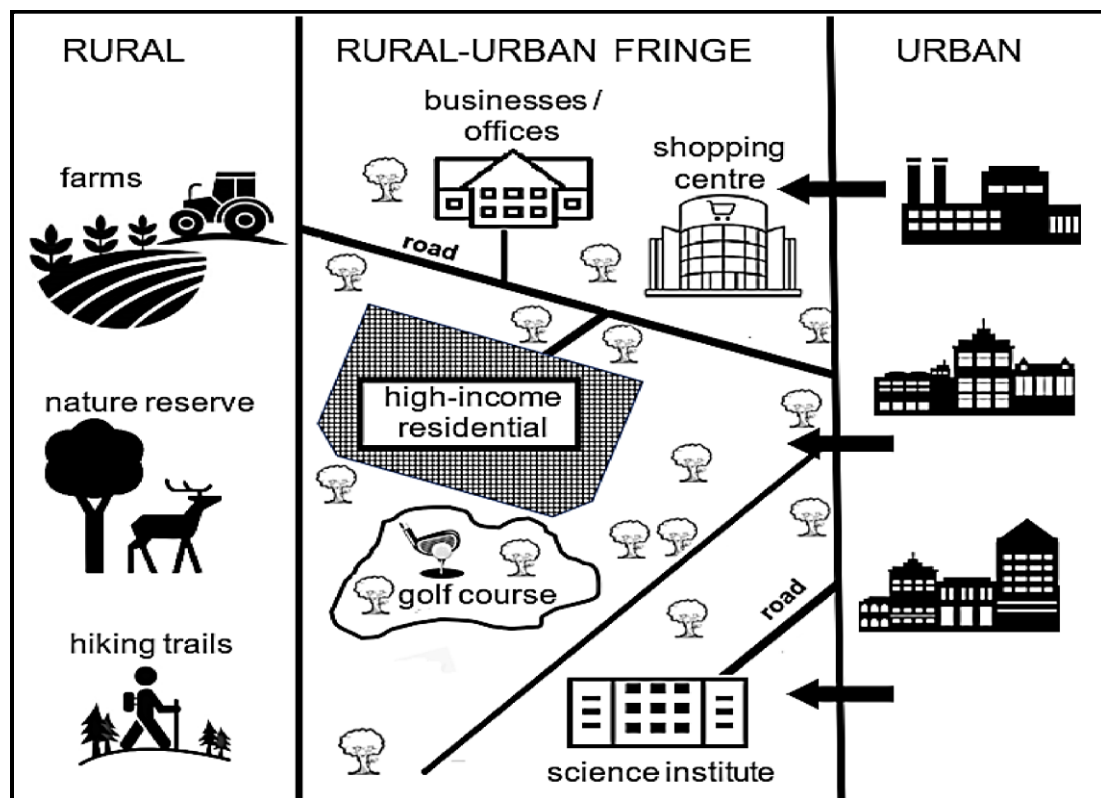 RURAL
RURAL-URBAN FRINGE
URBAN
businesses /
offices
shopping
centre
farms
road
high-income
residential
nature reserve
golf course
road
hiking trails
science institute